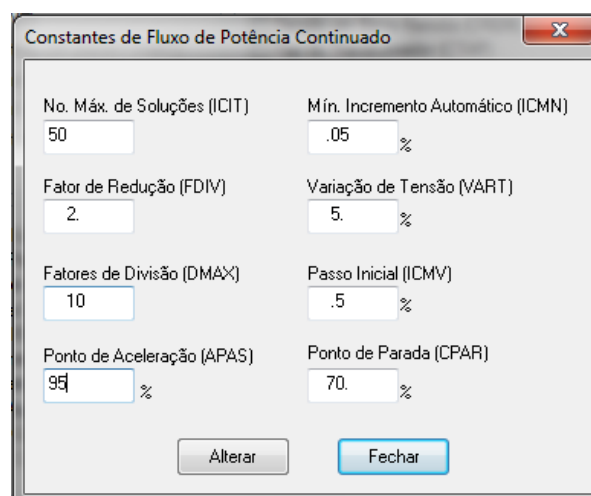 Constantes de Fluxo de Potência Continuado
No. Máx. de Soluções (ICIT)
50
Mín. Incremento Automático (ICMN)
.05 %
Fator de Redução (FDIV)
2.
Variação de Tensão (VART)
5. %
Fatores de Divisão (DMAX)
10
Passo Inicial (ICMV)
.5 %
Ponto de Aceleração (APAS)
95 %
Ponto de Parada (CPAR)
70. %
Alterar
Fechar